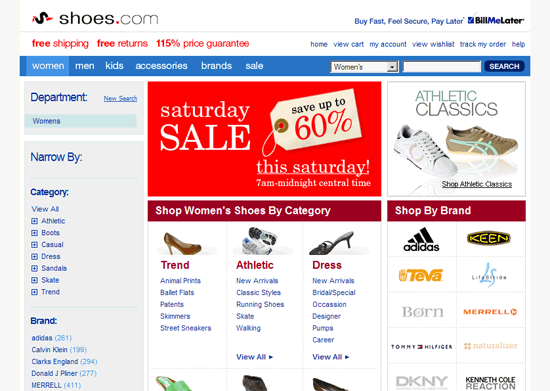 shoes.com
Buy Fast, Feel Secure, Pay Later BillMeLater
free shipping free returns 115% price guarantee
home view cart my account view wishlist track my order help
women men kids accessories brands sale
Women's SEARCH
Department: New Search
Womens
Narrow By:
Category:
View All
Athletic
Boots
Casual
Dress
Sandals
Skate
Trend
Brand:
adidas (261)
Calvin Klein (199)
Clarks England (294)
Donald J Pliner (277)
MERRELL (411)
saturday
SALE
save up to
60%
this saturday!
7am-midnight central time
ATHLETIC
CLASSICS
Shop Athletic Classics
Shop Women's Shoes By Category
Trend
Animal Prints
Ballet Flats
Patents
Skimmers
Street Sneakers
Athletic
New Arrivals
Classic Styles
Running Shoes
Skate
Walking
View All
Dress
New Arrivals
Bridal/Special
Occassion
Designer
Pumps
Career
View All
Shop By Brand
adidas
KEEN
Teva
LifeStride
Børn
MERRELL
TOMMY HILFIGER
naturalizer
DKNY
KENNETH COLE
REACTION